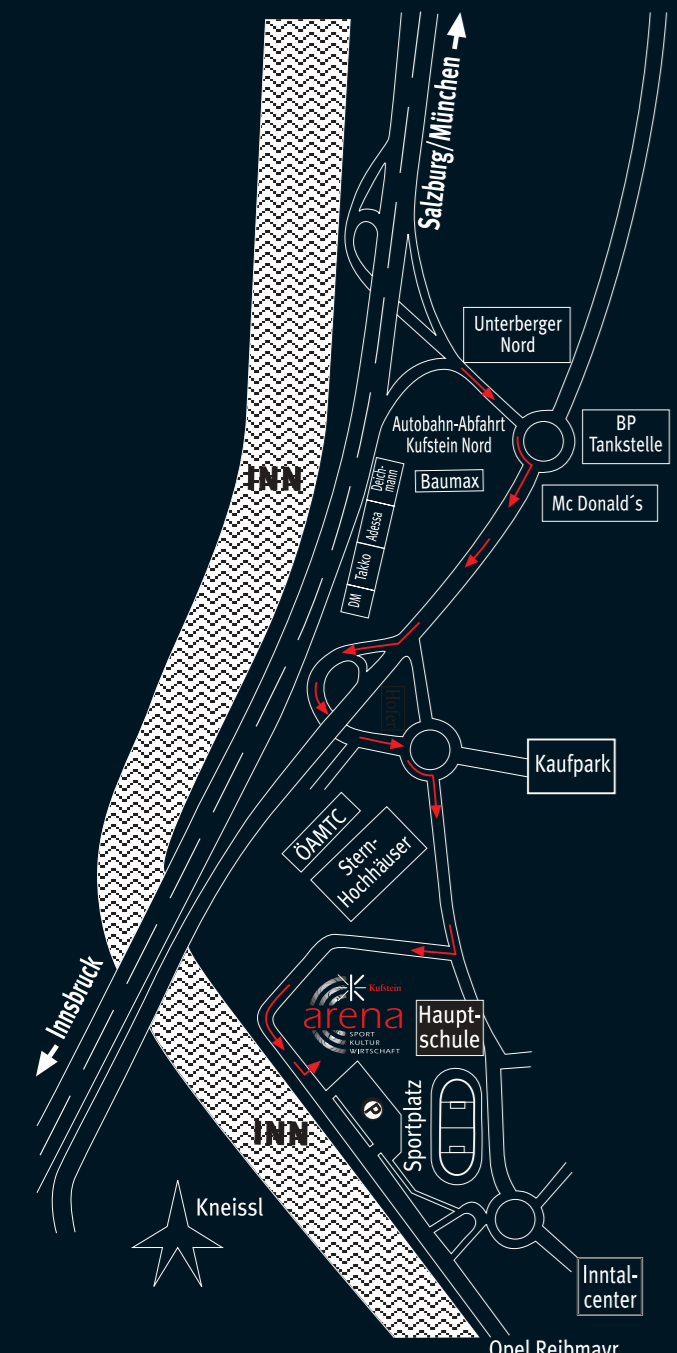 Salzburg/München
Unterberger
Nord
BP
Tankstelle
Autobahn-Abfahrt
Kufstein Nord
INN
Deich-
mann
Baumax
Mc Donald´s
Adessa
Takko
DM
Hofer
Kaufpark
ÖAMTC
Stern-
Hochhäuser
Innsbruck
Kufstein
arena
SPORT
KULTUR
WIRTSCHAFT
Haupt-
schule
P
Sportplatz
INN
Kneissl
Inntal-
center
Opel Reibmayr